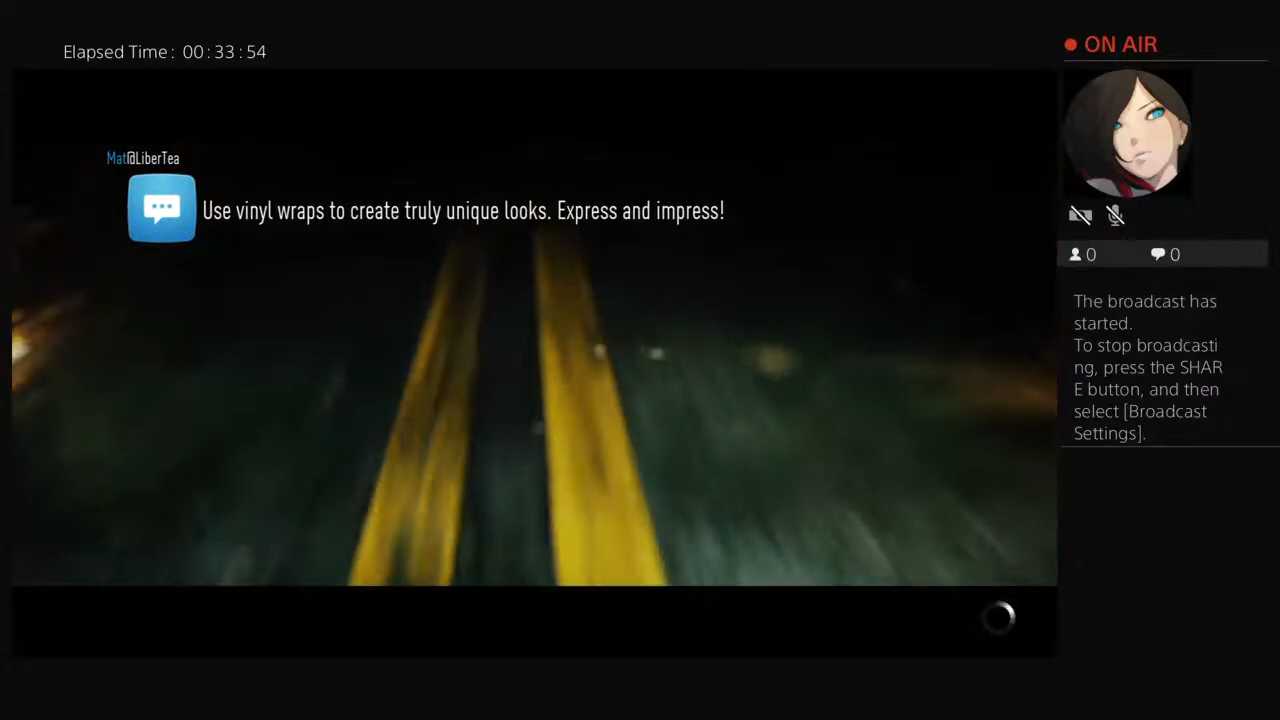 Elapsed Time: 00:33:54
ON AIR
Mat@LiberTea
Use vinyl wraps to create truly unique looks. Express and impress!
0
0
The broadcast has
started.
To stop broadcasti
ng, press the SHAR
E button, and then
select [Broadcast
Settings].